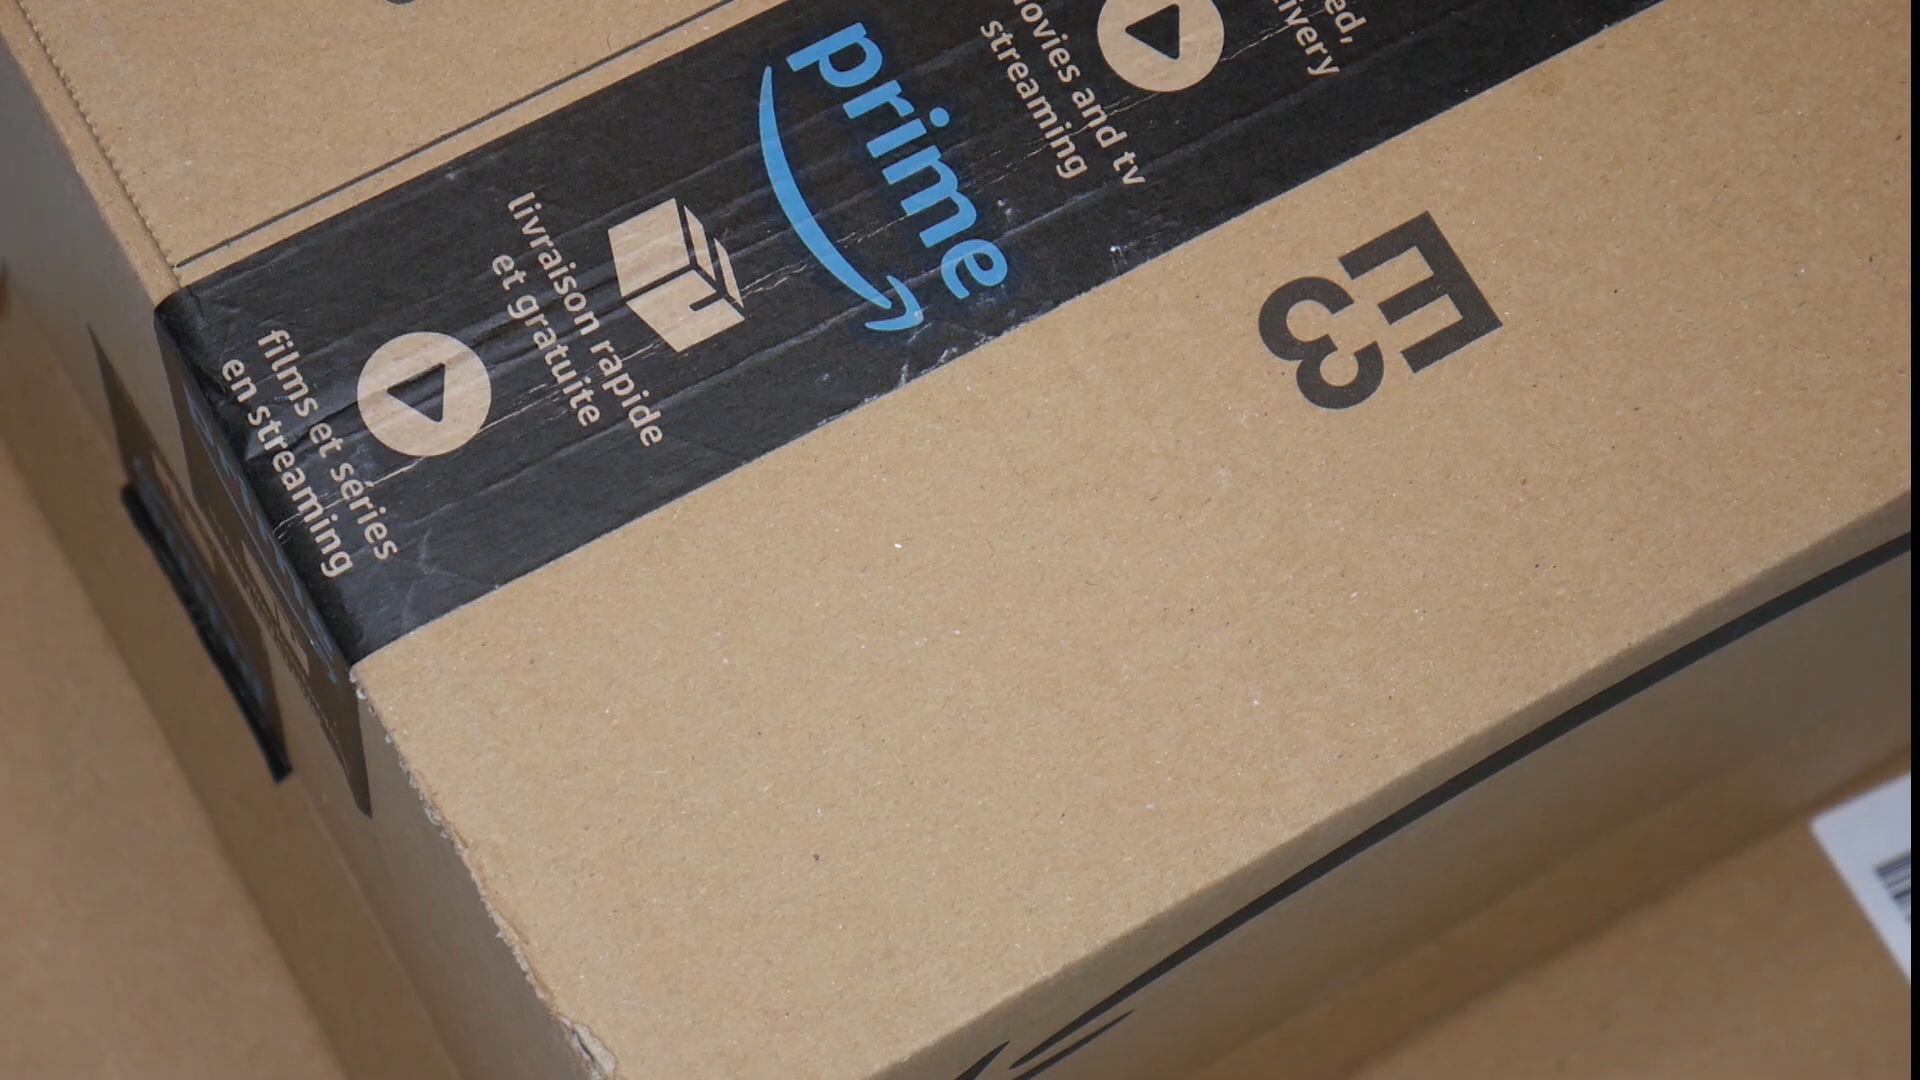 ed,
ivery
ovies and tv
streaming
prime
livraison rapide
et gratuite
films et séries
en streaming
E3